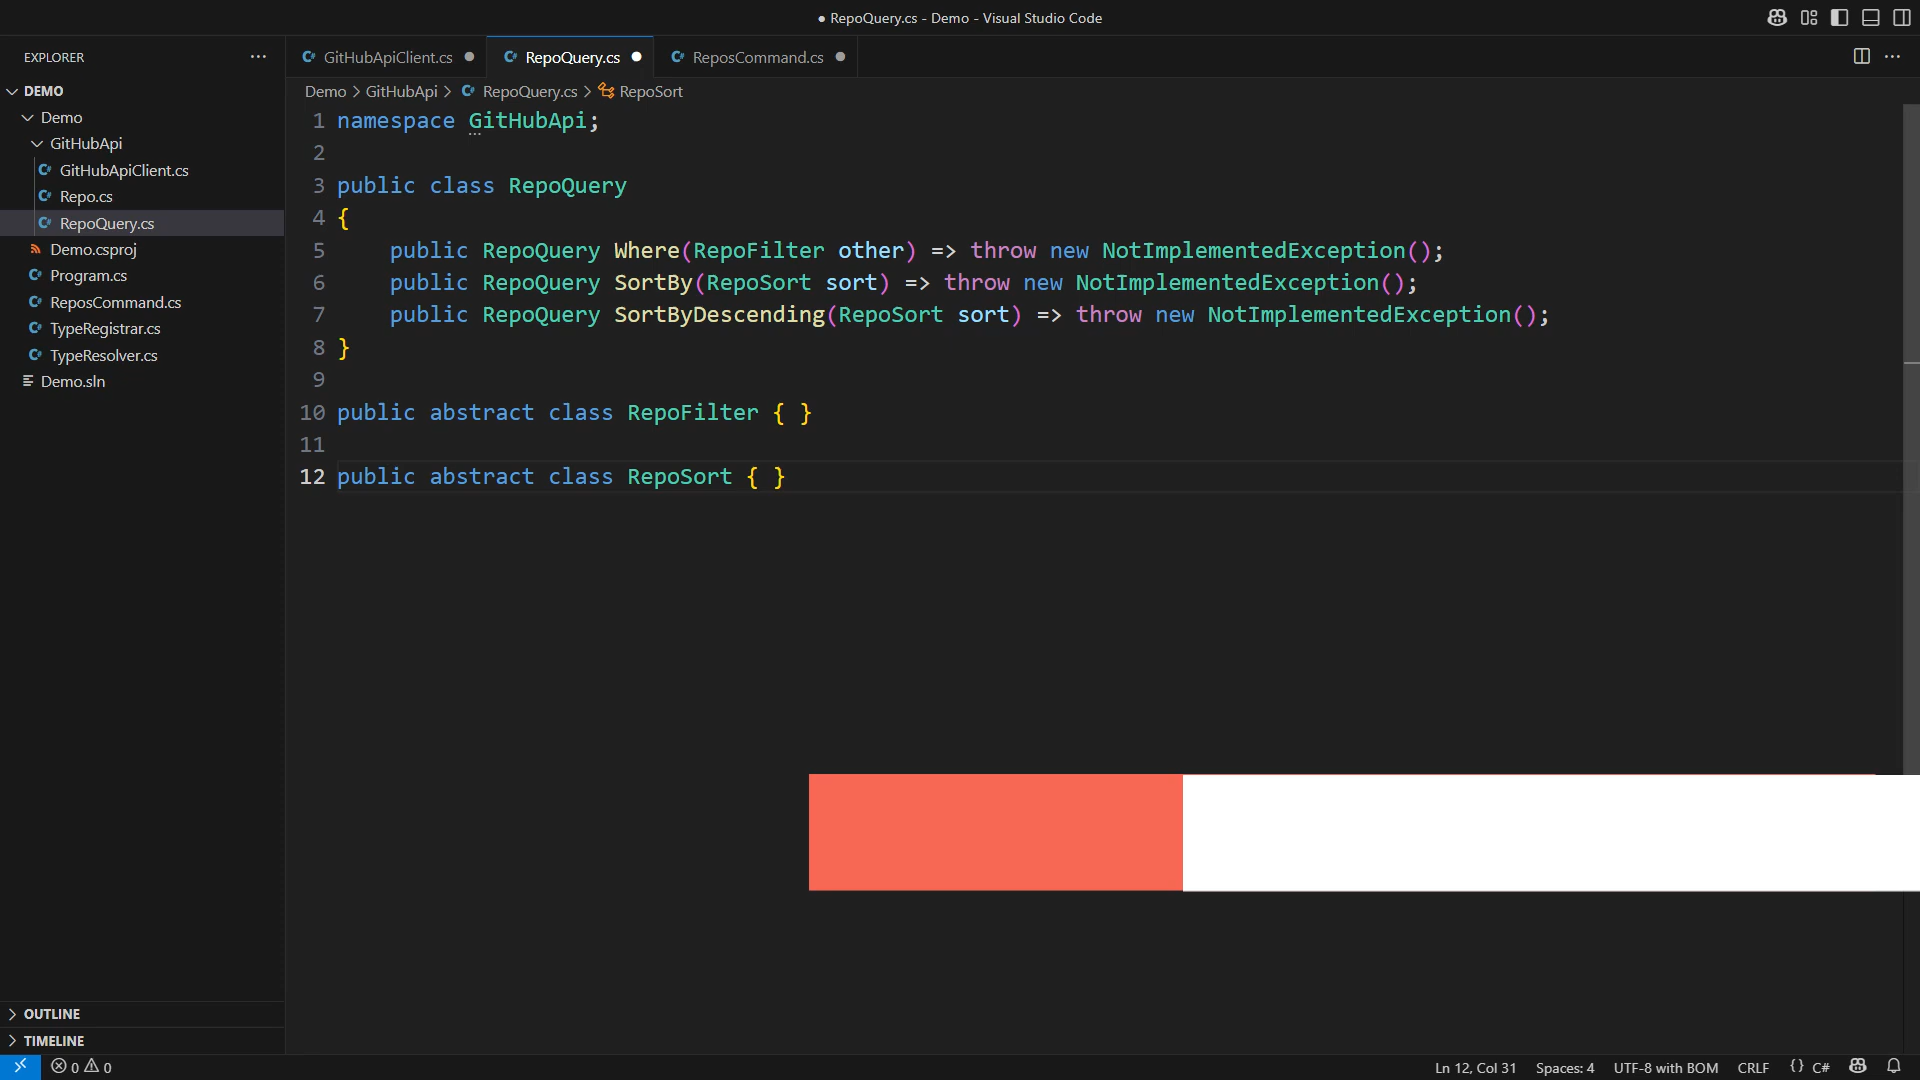 ● RepoQuery.cs - Demo - Visual Studio Code
EXPLORER
GitHubApiClient.cs
RepoQuery.cs
ReposCommand.cs
Demo > GitHubApi > RepoQuery.cs > RepoSort
DEMO
Demo
GitHubApi
GitHubApiClient.cs
Repo.cs
RepoQuery.cs
Demo.csproj
Program.cs
ReposCommand.cs
TypeRegistrar.cs
TypeResolver.cs
Demo.sln
1 namespace GitHubApi;
2
3 public class RepoQuery
4 {
5 public RepoQuery Where(RepoFilter other) => throw new NotImplementedException();
6 public RepoQuery SortBy(RepoSort sort) => throw new NotImplementedException();
7 public RepoQuery SortByDescending(RepoSort sort) => throw new NotImplementedException();
8 }
9
10 public abstract class RepoFilter { }
11
12 public abstract class RepoSort { }
OUTLINE
TIMELINE
0 0
Ln 12, Col 31
Spaces: 4
UTF-8 with BOM
CRLF
{} C#